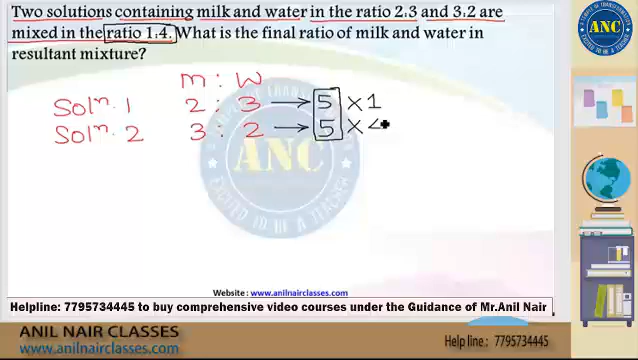 Two solutions containing milk and water in the ratio 2:3 and 3:2 are
mixed in the ratio 1:4. What is the final ratio of milk and water in
resultant mixture?
m : W
Solⁿ. 1 2 : 3 → 5 × 1
Solⁿ. 2 3 : 2 → 5 × 4
ANC
Website : www.anilnairclasses.com
Helpline: 7795734445 to buy comprehensive video courses under the Guidance of Mr.Anil Nair
ANIL NAIR CLASSES
www.anilnairclasses.com
Help line : 7795734445